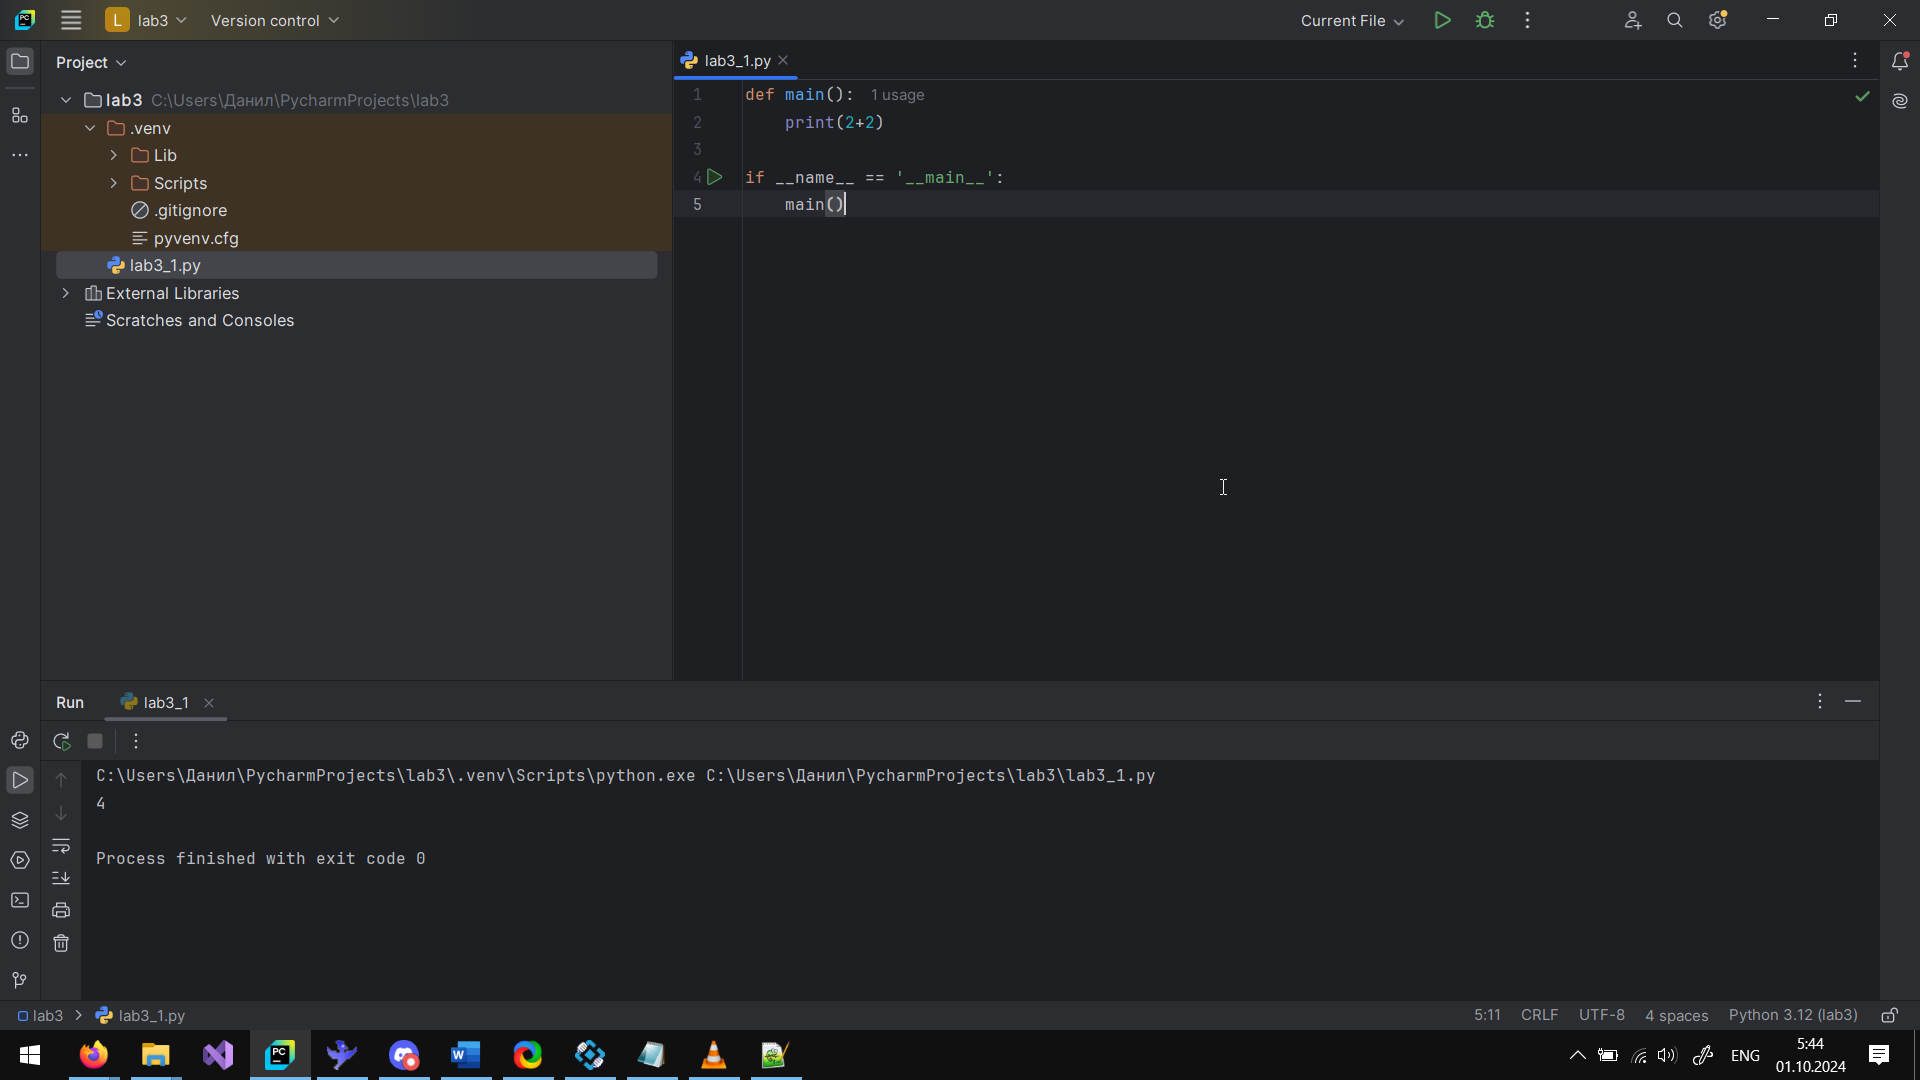 L lab3 Version control Current File
Project
lab3 C:\Users\Данил\PycharmProjects\lab3
.venv
Lib
Scripts
.gitignore
pyvenv.cfg
lab3_1.py
External Libraries
Scratches and Consoles
lab3_1.py
1 def main(): 1 usage
2 print(2+2)
3
4 if __name__ == '__main__':
5 main()
Run lab3_1
C:\Users\Данил\PycharmProjects\lab3\.venv\Scripts\python.exe C:\Users\Данил\PycharmProjects\lab3\lab3_1.py
4
Process finished with exit code 0
lab3 lab3_1.py 5:11 CRLF UTF-8 4 spaces Python 3.12 (lab3)
ENG
5:44
01.10.2024